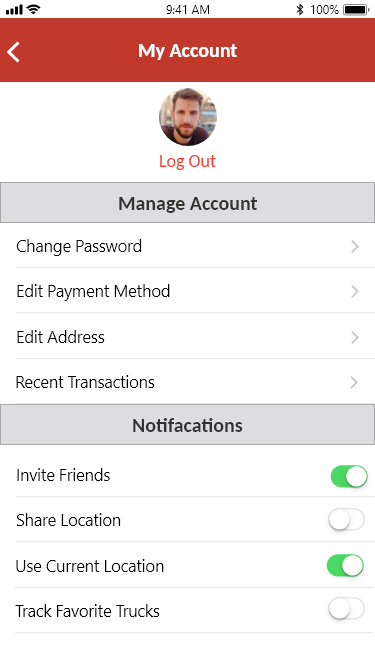 9:41 AM 100%
My Account
Log Out
Manage Account
Change Password
Edit Payment Method
Edit Address
Recent Transactions
Notifacations
Invite Friends
Share Location
Use Current Location
Track Favorite Trucks